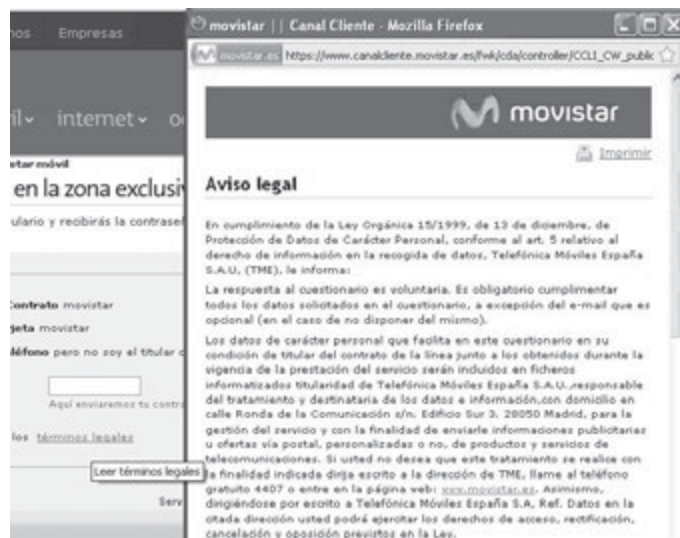 nos Empresas
il internet o
etar móvil
en la zona exclusiv
ulario y recibirás la contraseñ
Contrato movistar
jeta movistar
léfono pero no soy el titular d
Aquí enviaremos tu contra
los términos legales
Leer términos legales
Serv
movistar || Canal Cliente - Mozilla Firefox
movistar.es https://www.canalcliente.movistar.es/fwk/cda/controller/CCLI_CW_public
movistar
Imprimir
Aviso legal
En cumplimiento de la Ley Orgánica 15/1999, de 13 de diciembre, de
Protección de Datos de Carácter Personal, conforme al art. 5 relativo al
derecho de información en la recogida de datos, Telefónica Móviles España
S.A.U, (TME), le informa:
La respuesta al cuestionario es voluntaria. Es obligatorio cumplimentar
todos los datos solicitados en el cuestionario, a excepción del e-mail que es
opcional (en el caso de no disponer del mismo).
Los datos de carácter personal que facilita en este cuestionario en su
condición de titular del contrato de la línea junto a los obtenidos durante la
vigencia de la prestación del servicio serán incluidos en ficheros
informatizados titularidad de Telefónica Móviles España S.A.U.,responsable
del tratamiento y destinataria de los datos e información,con domicilio en
calle Ronda de la Comunicación s/n. Edificio Sur 3. 28050 Madrid, para la
gestión del servicio y con la finalidad de enviarle informaciones publicitarias
u ofertas vía postal, personalizadas o no, de productos y servicios de
telecomunicaciones. Si usted no desea que este tratamiento se realice con
la finalidad indicada dirija escrito a la dirección de TME, llame al teléfono
gratuito 4407 o entre en la página web: www.movistar.es. Asimismo,
dirigiéndose por escrito a Telefónica Móviles España S.A, Ref. Datos en la
citada dirección usted podrá ejercitar los derechos de acceso, rectificación,
cancelación y oposición previstos en la Ley.